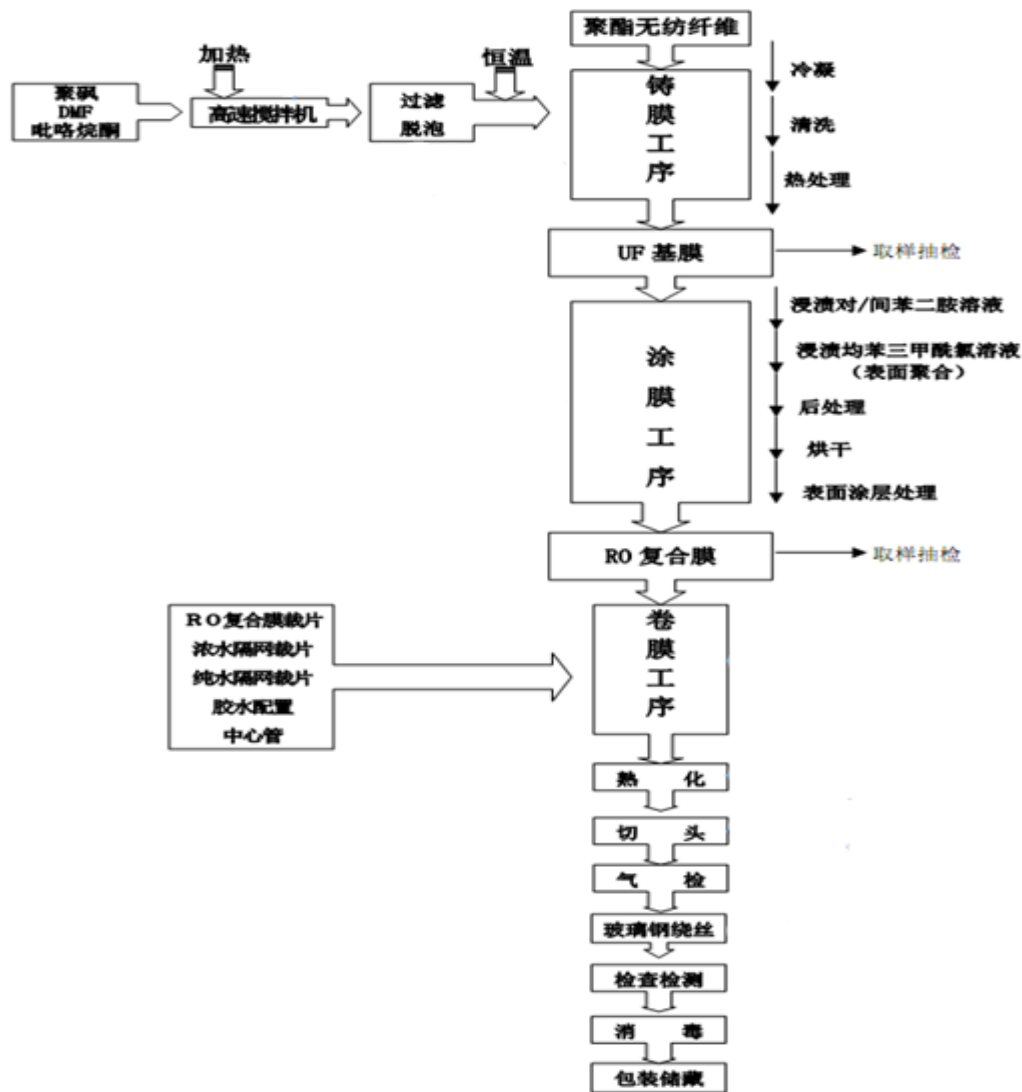 聚酯无纺纤维
加热
恒温
冷凝
聚砜
DMF
吡咯烷酮
高速搅拌机
过滤
脱泡
铸膜工序
清洗
热处理
UF 基膜
取样抽检
涂膜工序
浸渍对/间苯二胺溶液
浸渍均苯三甲酰氯溶液
（表面聚合）
后处理
烘干
表面涂层处理
RO 复合膜
取样抽检
RO复合膜裁片
浓水隔网裁片
纯水隔网裁片
胶水配置
中心管
卷膜工序
熟 化
切 头
气 检
玻璃钢绕丝
检查检测
消 毒
包装储藏